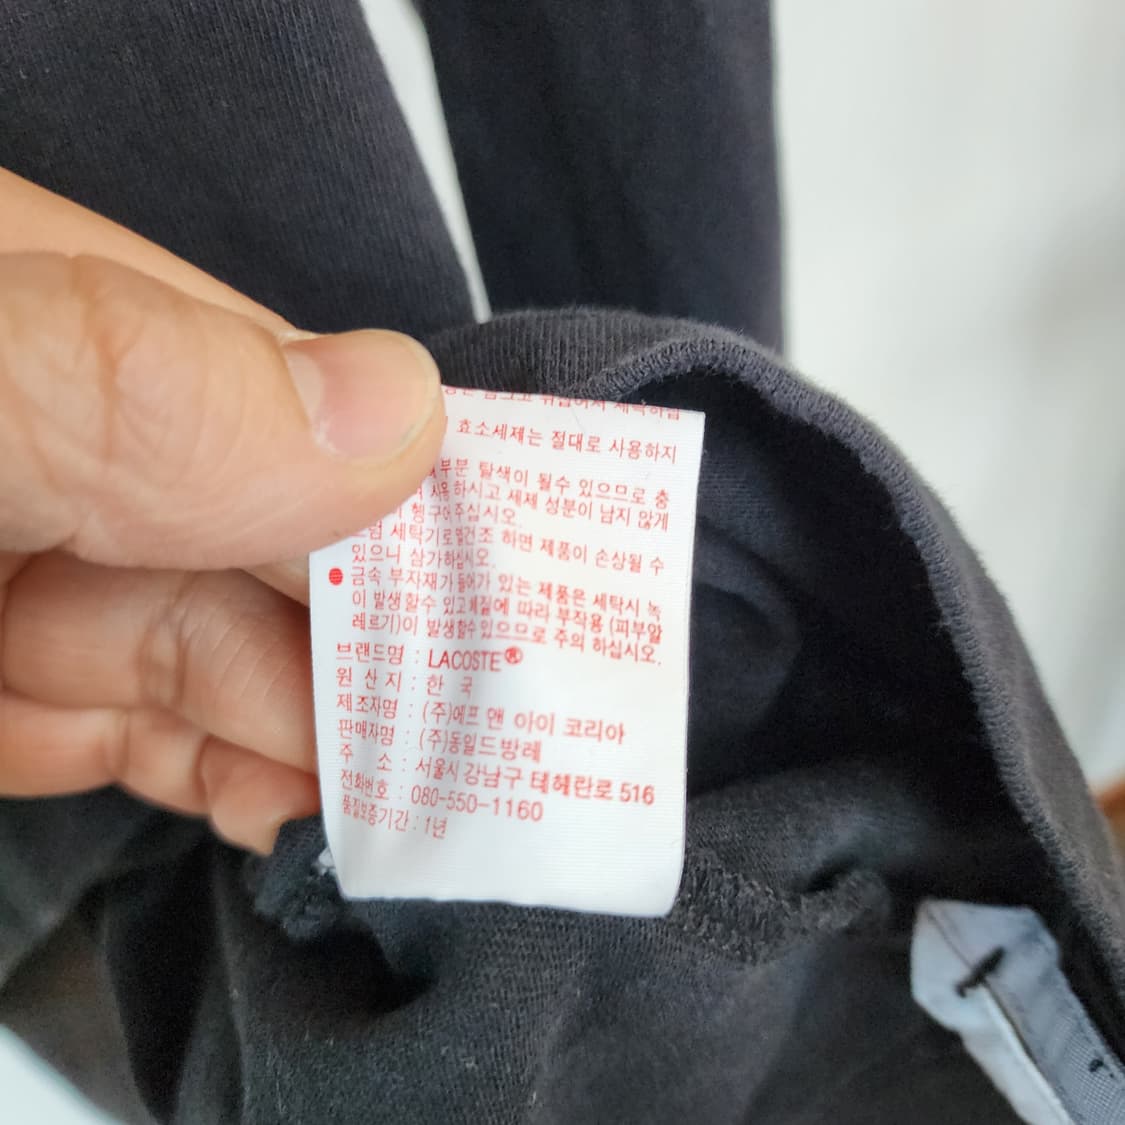 세탁하십
효소세제는 절대로 사용하지
부분 탈색이 될수 있으므로 충
사용하시고 세제 성분이 남지 않게
헹구어주십시오.
세탁기로열건조 하면 제품이 손상될 수
있으니 삼가하십시오.
● 금속 부자재가 들어가 있는 제품은 세탁시 녹
이 발생할수 있고체질에 따라 부작용 (피부알
레르기)이 발생할수있으므로 주의 하십시오.
브랜드명 : LACOSTE®
원 산 지 : 한 국
제조자명 : (주)에프 앤 아이 코리아
판매자명 : (주)동일드방레
주 소 : 서울시 강남구 테헤란로 516
전화번호 : 080-550-1160
품질보증기간 : 1년